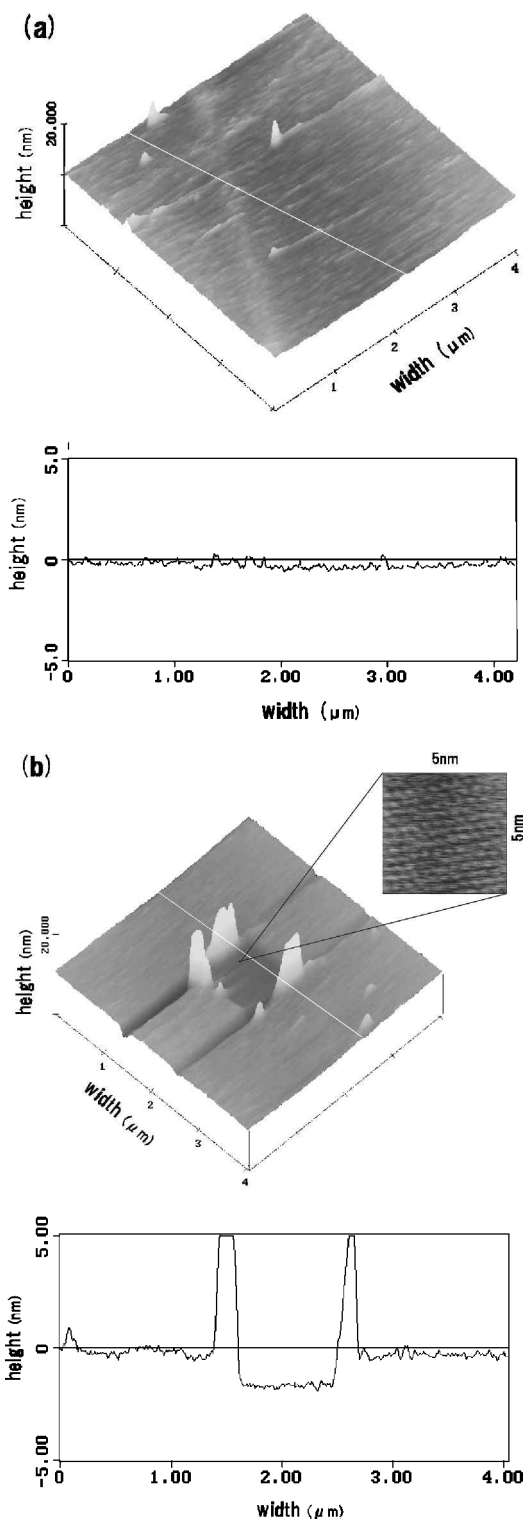 (a)
20.000
height (nm)
1
2
3
4
width (μm)
5.0
0
-5.0
height (nm)
0
1.00
2.00
3.00
4.00
width (μm)
(b)
5nm
5nm
20.000
height (nm)
1
2
3
4
width (μm)
5.00
0
-5.00
height (nm)
0
1.00
2.00
3.00
4.00
width (μm)